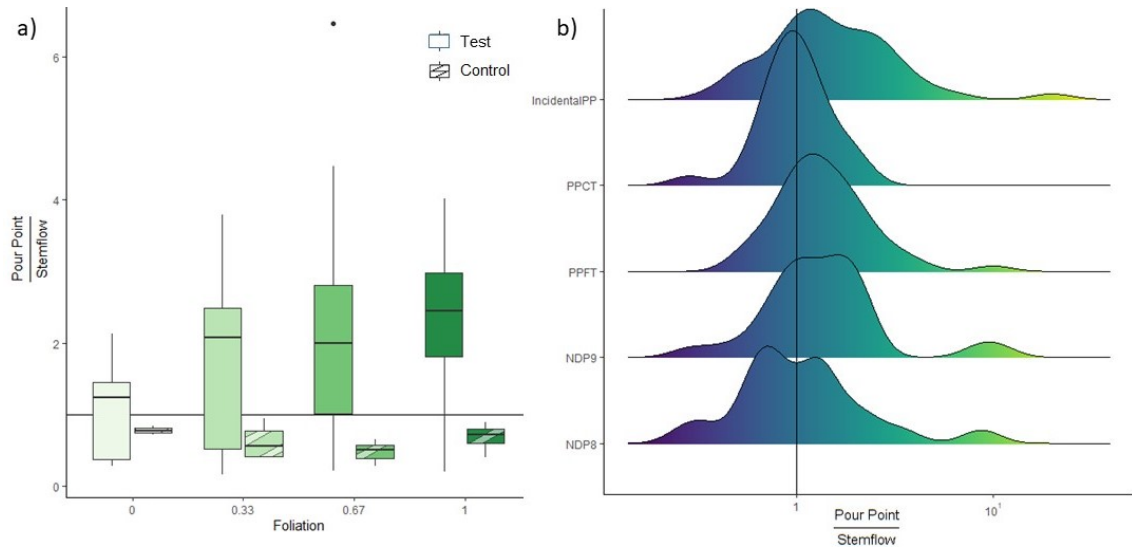 a)
6
4
2
0
Pour Point
Stemflow
Test
Control
0
0.33
0.67
1
Foliation
b)
IncidentalPP
PPCT
PPFT
NDP9
NDP8
1
10¹
Pour Point
Stemflow